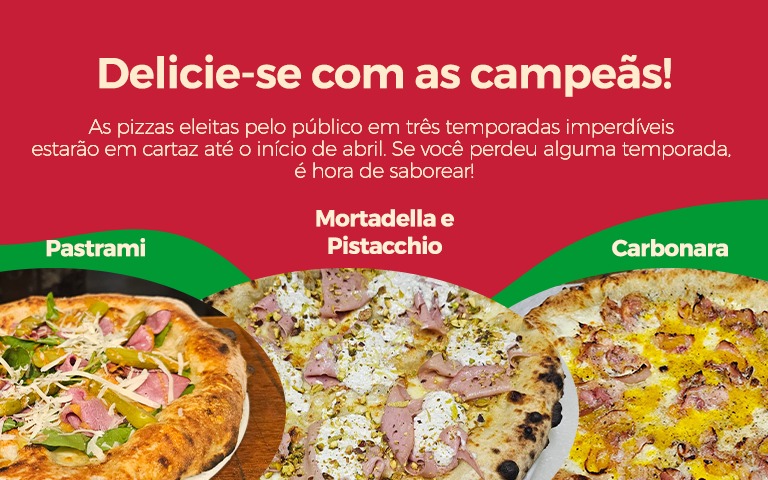 Delicie-se com as campeãs!
As pizzas eleitas pelo público em três temporadas imperdíveis
estarão em cartaz até o início de abril. Se você perdeu alguma temporada,
é hora de saborear!
Pastrami
Mortadella e
Pistacchio
Carbonara